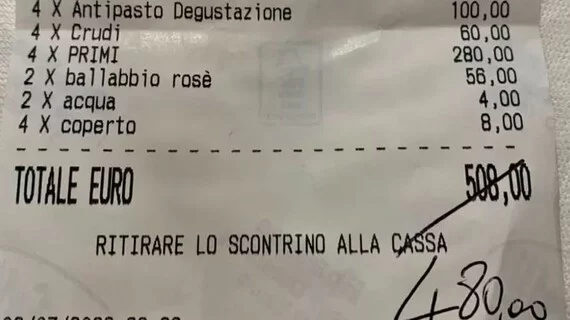 4 X Antipasto Degustazione 100,00
4 X Crudi 60,00
4 X PRIMI 280,00
2 X ballabbio rosè 56,00
2 X acqua 4,00
4 X coperto 8,00
TOTALE EURO 508,00
RITIRARE LO SCONTRINO ALLA CASSA
480,00